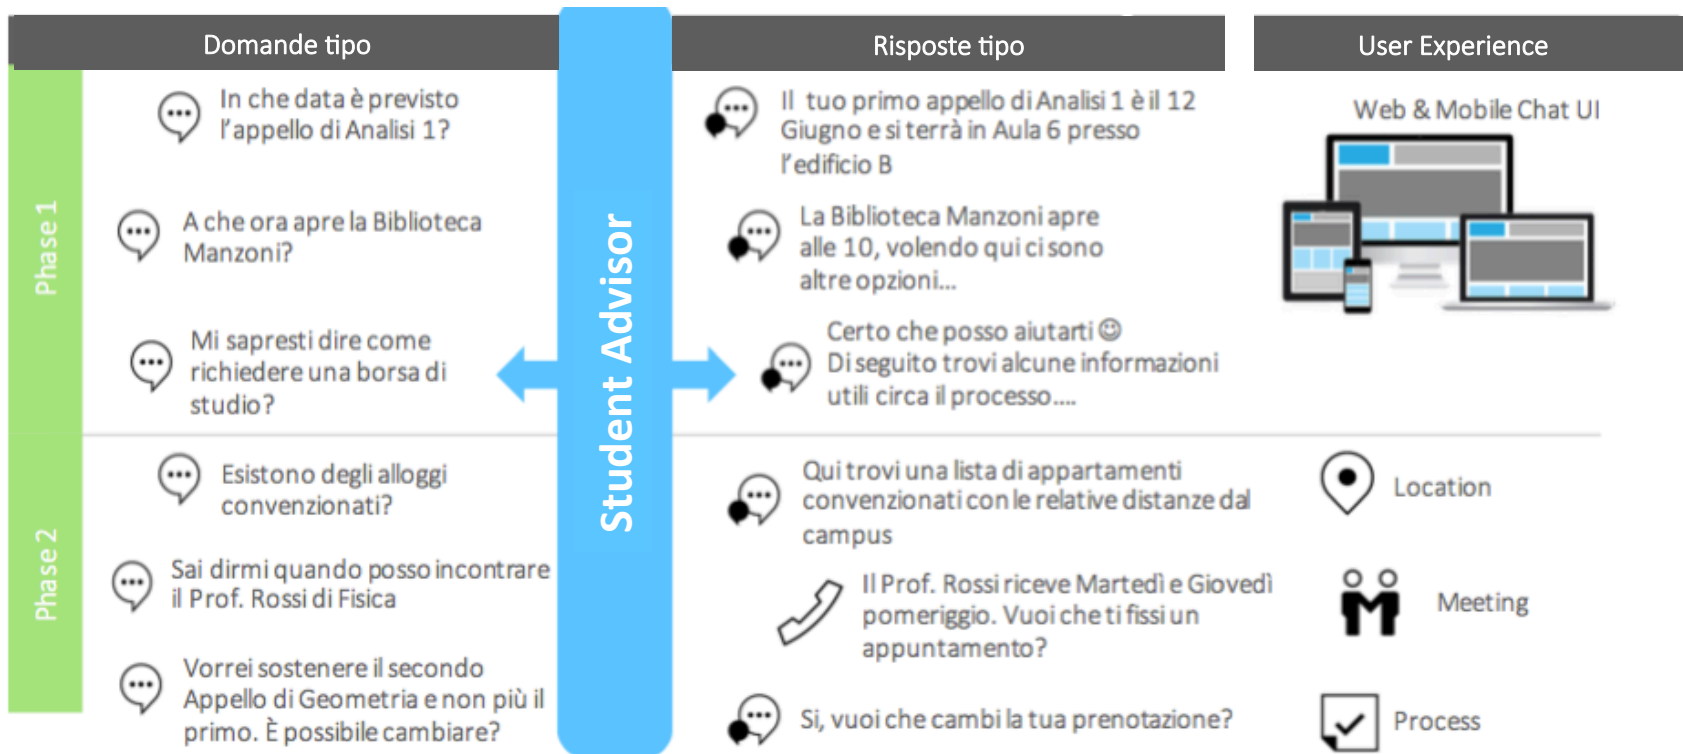 Domande tipo
Risposte tipo
User Experience
Phase 1
In che data è previsto
l'appello di Analisi 1?
Il tuo primo appello di Analisi 1 è il 12
Giugno e si terrà in Aula 6 presso
l'edificio B
Web & Mobile Chat UI
A che ora apre la Biblioteca
Manzoni?
La Biblioteca Manzoni apre
alle 10, volendo qui ci sono
altre opzioni...
Mi sapresti dire come
richiedere una borsa di
studio?
Certo che posso aiutarti ☺
Di seguito trovi alcune informazioni
utili circa il processo....
Student Advisor
Phase 2
Esistono degli alloggi
convenzionati?
Qui trovi una lista di appartamenti
convenzionati con le relative distanze dal
campus
Location
Sai dirmi quando posso incontrare
il Prof. Rossi di Fisica
Il Prof. Rossi riceve Martedì e Giovedì
pomeriggio. Vuoi che ti fissi un
appuntamento?
Meeting
Vorrei sostenere il secondo
Appello di Geometria e non più il
primo. È possibile cambiare?
Si, vuoi che cambi la tua prenotazione?
Process